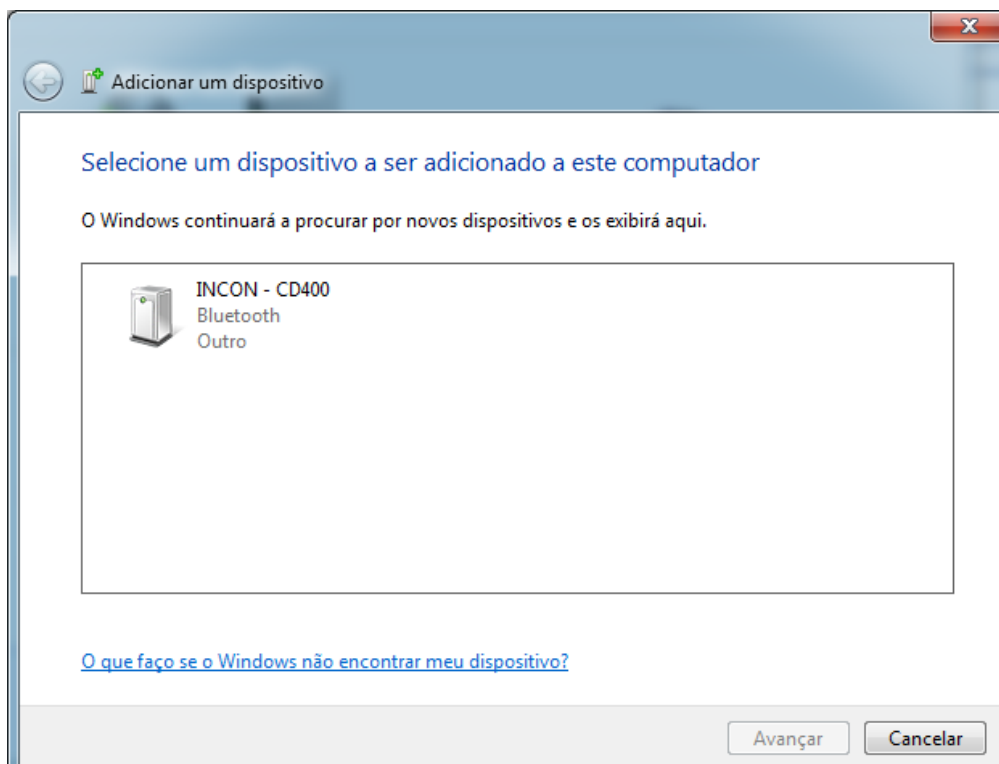 Adicionar um dispositivo
Selecione um dispositivo a ser adicionado a este computador
O Windows continuará a procurar por novos dispositivos e os exibirá aqui.
INCON - CD400
Bluetooth
Outro
O que faço se o Windows não encontrar meu dispositivo?
Avançar Cancelar